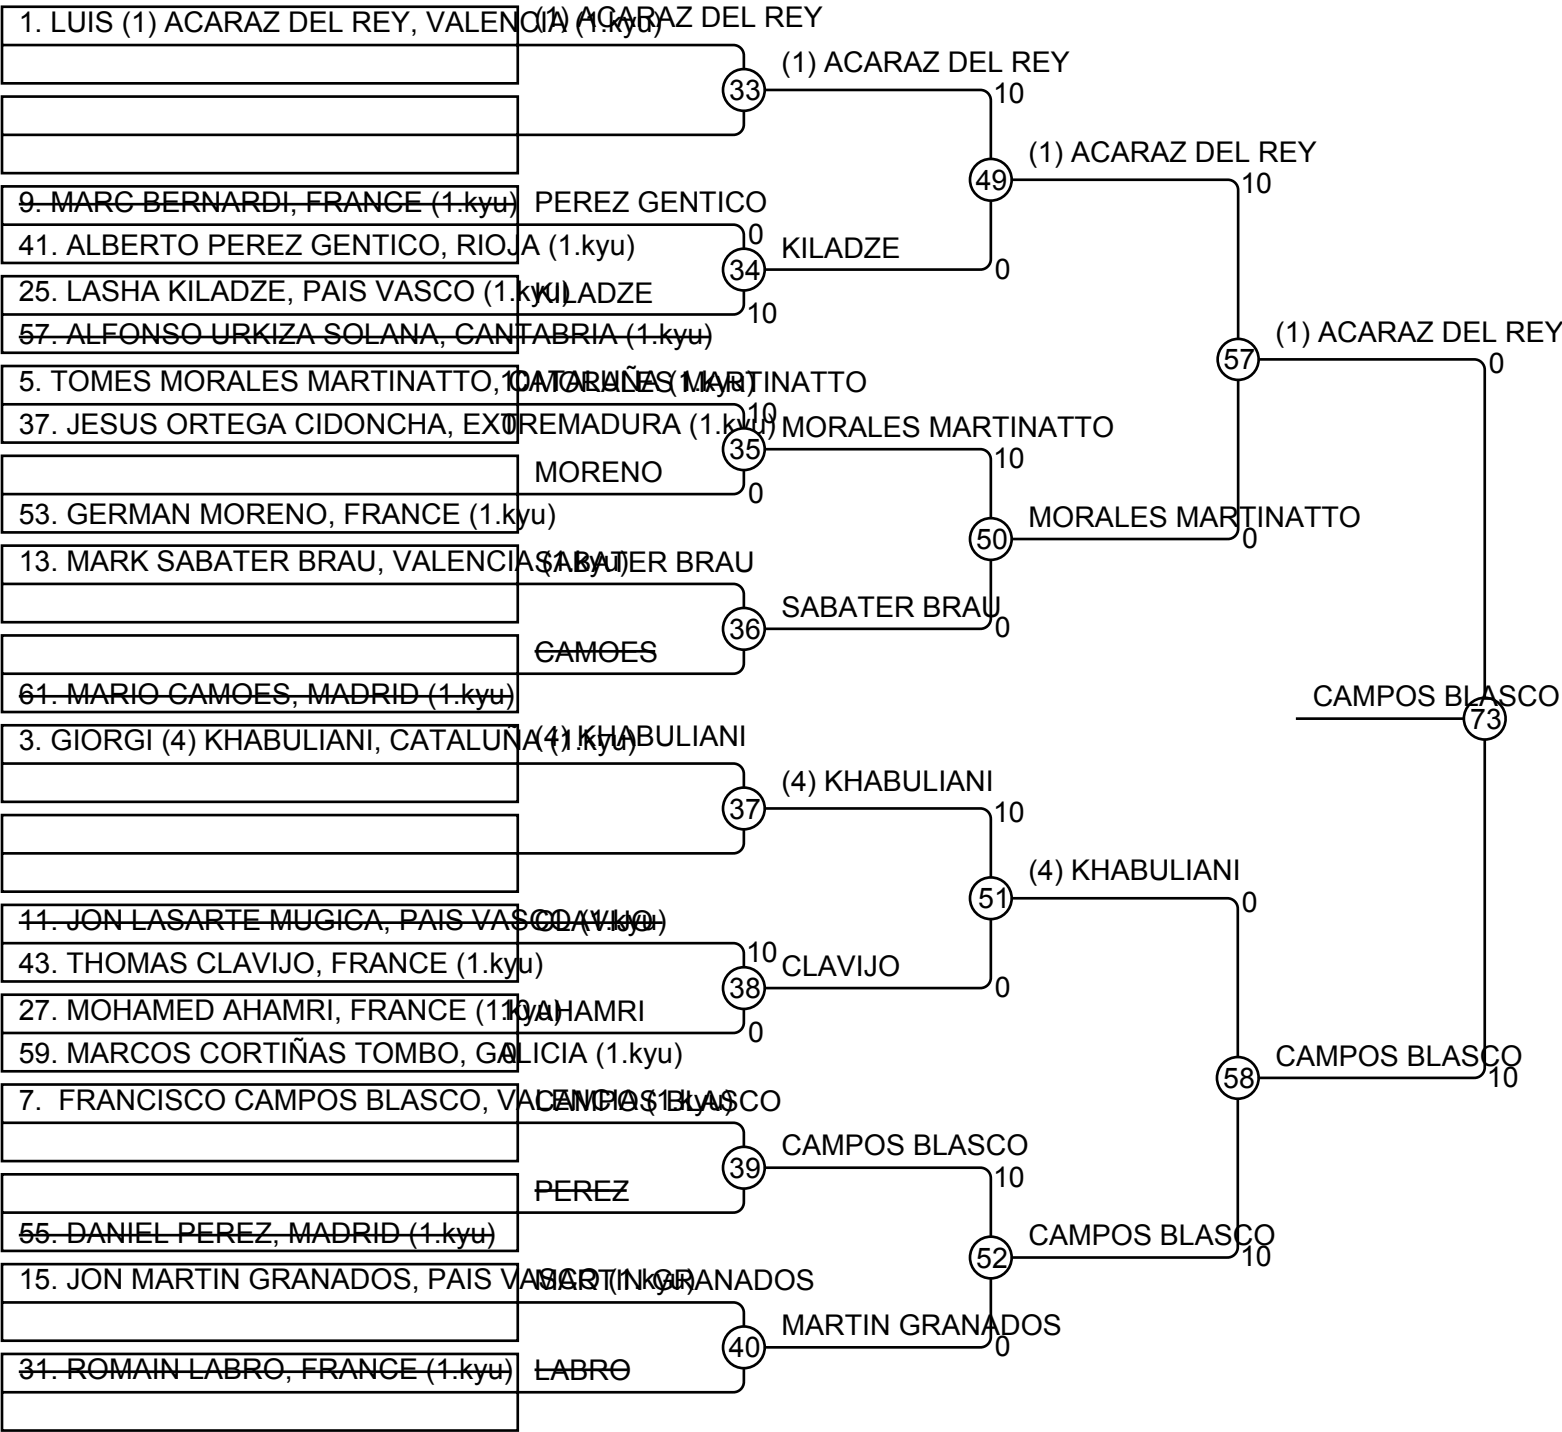 1. LUIS (1) ACARAZ DEL REY, VALENCIA (1.kyu)
(1) ACARAZ DEL REY
(1) ACARAZ DEL REY
33
10
(1) ACARAZ DEL REY
49
10
9. MARC BERNARDI, FRANCE (1.kyu)
PEREZ GENTICO
0
41. ALBERTO PEREZ GENTICO, RIOJA (1.kyu)
34
KILADZE
0
25. LASHA KILADZE, PAIS VASCO (1.kyu)
KILADZE
10
57. ALFONSO URKIZA SOLANA, CANTABRIA (1.kyu)
57
(1) ACARAZ DEL REY
0
5. TOMES MORALES MARTINATTO, CATALUÑA (1.kyu)
10
MORALES MARTINATTO
10
37. JESUS ORTEGA CIDONCHA, EXTREMADURA (1.kyu)
0
35
MORALES MARTINATTO
10
MORENO
0
53. GERMAN MORENO, FRANCE (1.kyu)
50
MORALES MARTINATTO
0
13. MARK SABATER BRAU, VALENCIA (1.kyu)
SABATER BRAU
36
SABATER BRAU
0
CAMOES
61. MARIO CAMOES, MADRID (1.kyu)
CAMPOS BLASCO
73
3. GIORGI (4) KHABULIANI, CATALUÑA (1.kyu)
(4) KHABULIANI
37
(4) KHABULIANI
10
51
(4) KHABULIANI
0
11. JON LASARTE MUGICA, PAIS VASCO (1.kyu)
CLAVIJO
10
43. THOMAS CLAVIJO, FRANCE (1.kyu)
38
CLAVIJO
0
27. MOHAMED AHAMRI, FRANCE (1.kyu)
10
AHAMRI
0
59. MARCOS CORTIÑAS TOMBO, GALICIA (1.kyu)
0
58
CAMPOS BLASCO
10
7. FRANCISCO CAMPOS BLASCO, VALENCIA (1.kyu)
CAMPOS BLASCO
39
CAMPOS BLASCO
10
PEREZ
55. DANIEL PEREZ, MADRID (1.kyu)
52
CAMPOS BLASCO
10
15. JON MARTIN GRANADOS, PAIS VASCO (1.kyu)
MARTIN GRANADOS
40
MARTIN GRANADOS
0
31. ROMAIN LABRO, FRANCE (1.kyu)
LABRO